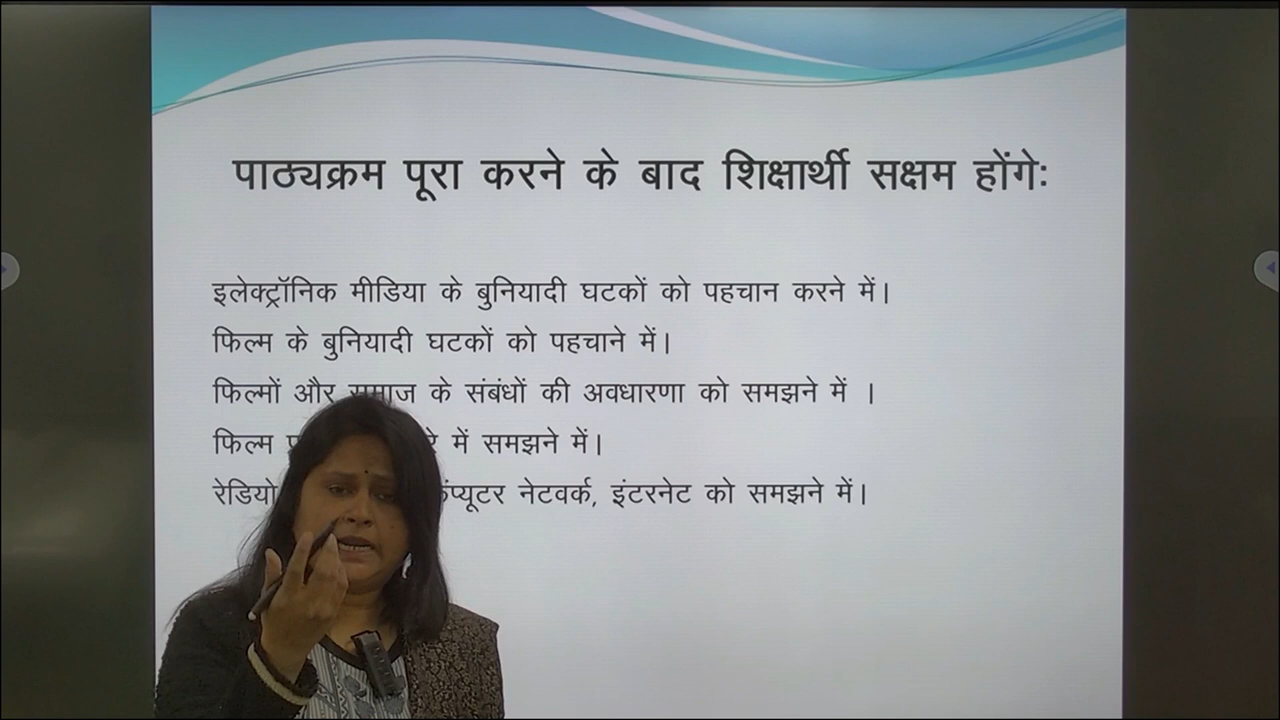 पाठ्यक्रम पूरा करने के बाद शिक्षार्थी सक्षम होंगेः
इलेक्ट्रॉनिक मीडिया के बुनियादी घटकों को पहचान करने में।
फिल्म के बुनियादी घटकों को पहचाने में।
फिल्मों और समाज के संबंधों की अवधारणा को समझने में ।
फिल्म में समझने में।
रेडियो नेटवर्क, इंटरनेट को समझने में।